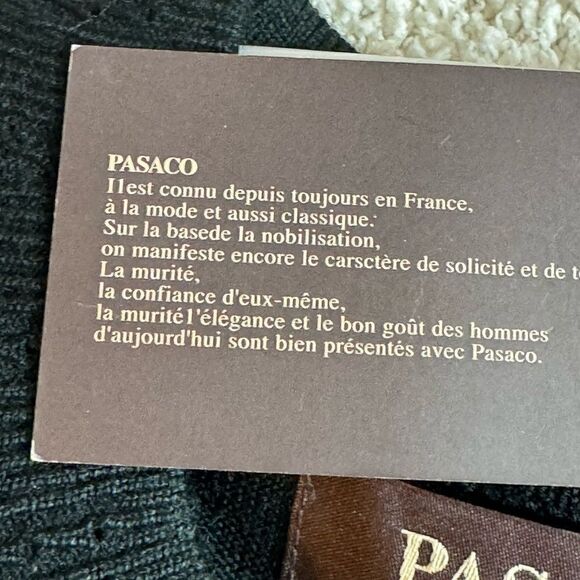 PASACO
I1est connu depuis toujours en France,
à la mode et aussi classique.
Sur la basede la nobilisation,
on manifeste encore le carsctère de solicité et de
La murité,
la confiance d'eux-même,
la murité1'élégance et le bon goût des hommes
d'aujourd'hui sont bien présentés avec Pasaco.